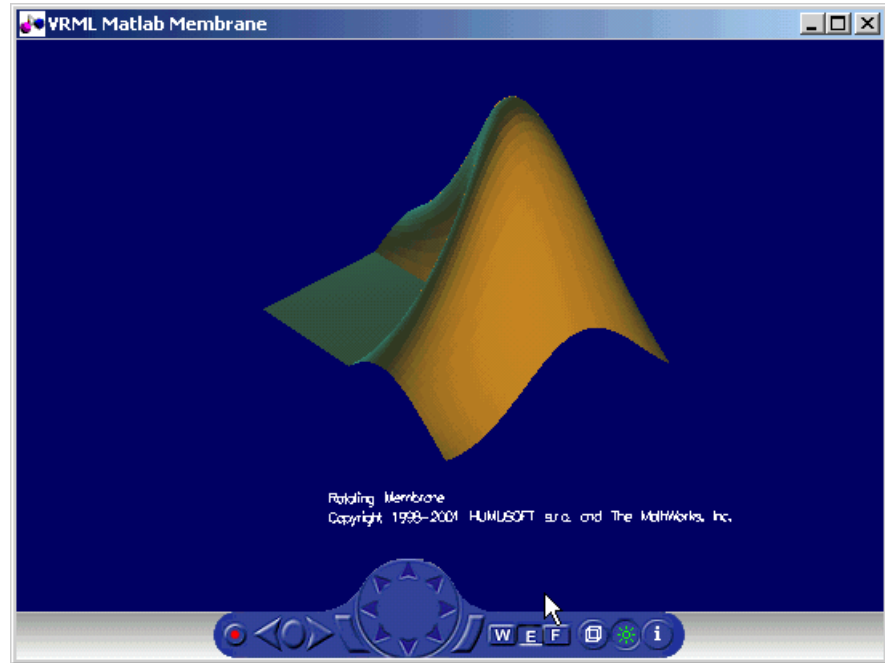 VRML Matlab Membrane
Rotating Membrane
Copyright 1998-2001 HUMUSOFT s.r.o. and The MathWorks, Inc.
W E F i